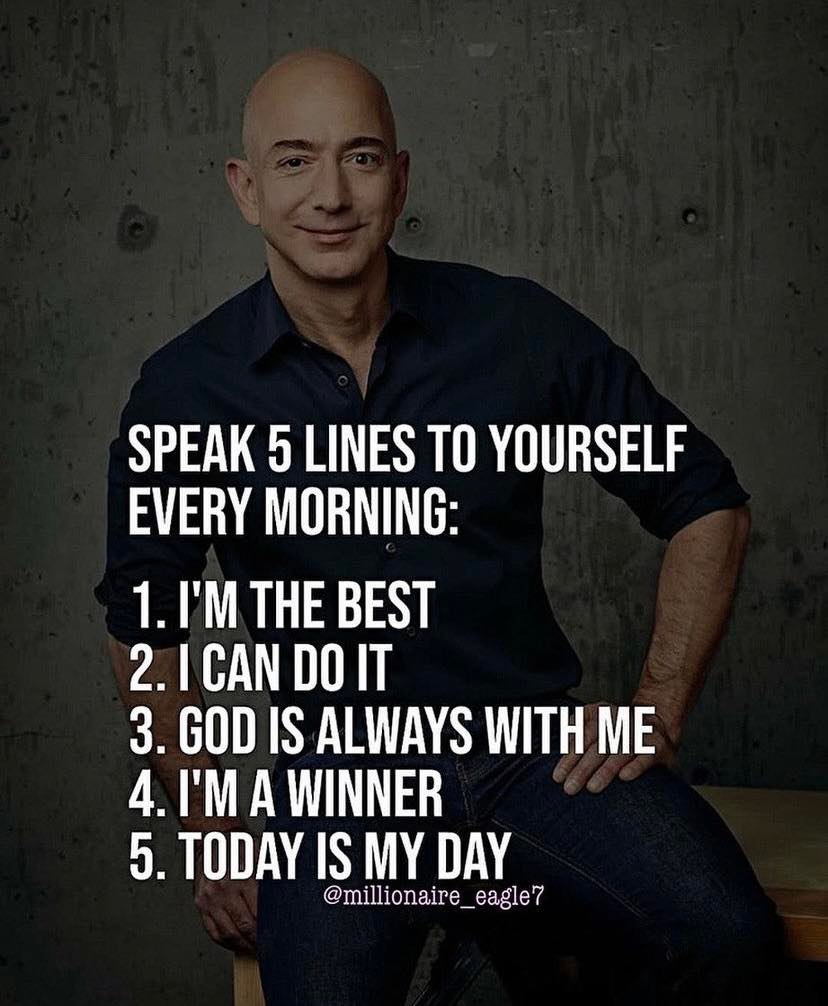 SPEAK 5 LINES TO YOURSELF
EVERY MORNING:
1. I'M THE BEST
2. I CAN DO IT
3. GOD IS ALWAYS WITH ME
4. I'M A WINNER
5. TODAY IS MY DAY
@millionaire_eagle7